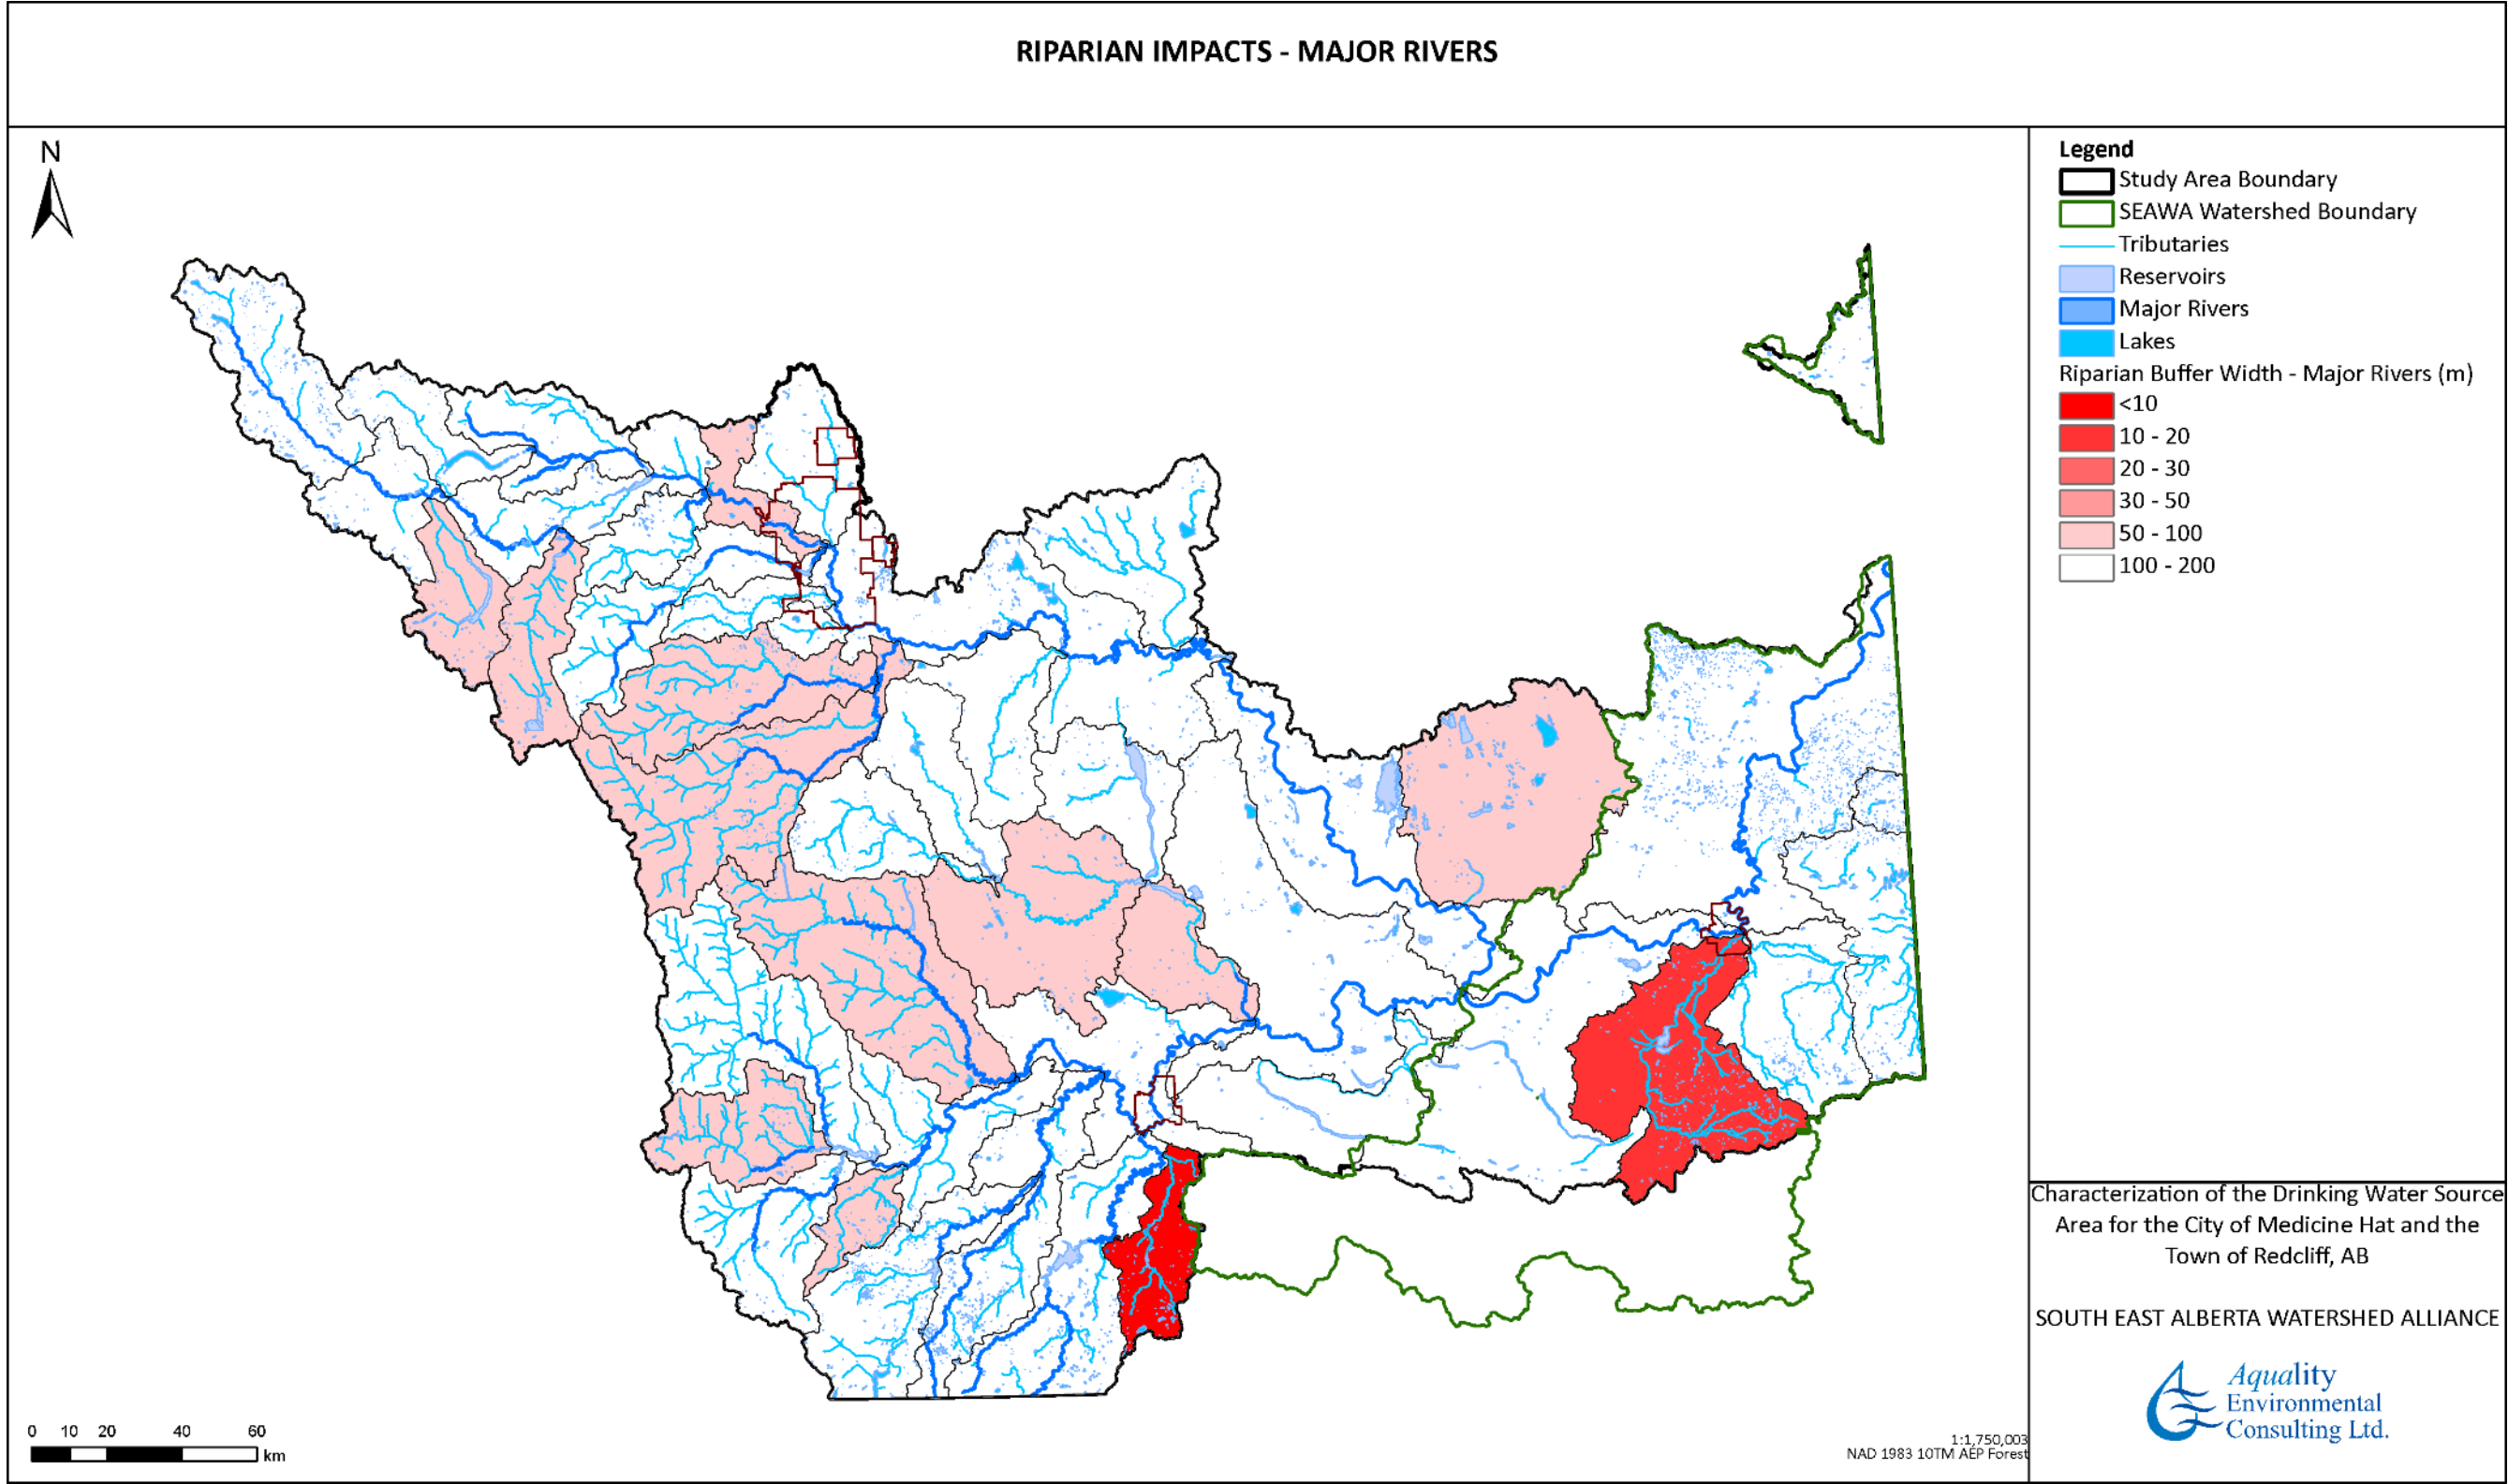 RIPARIAN IMPACTS - MAJOR RIVERS
N
Legend
Study Area Boundary
SEAWA Watershed Boundary
Tributaries
Reservoirs
Major Rivers
Lakes
Riparian Buffer Width - Major Rivers (m)
<10
10 - 20
20 - 30
30 - 50
50 - 100
100 - 200
Characterization of the Drinking Water Source
Area for the City of Medicine Hat and the
Town of Redcliff, AB
SOUTH EAST ALBERTA WATERSHED ALLIANCE
Aquality
Environmental
Consulting Ltd.
0 10 20 40 60
km
1:1,750,003
NAD 1983 10TM AEP Forest